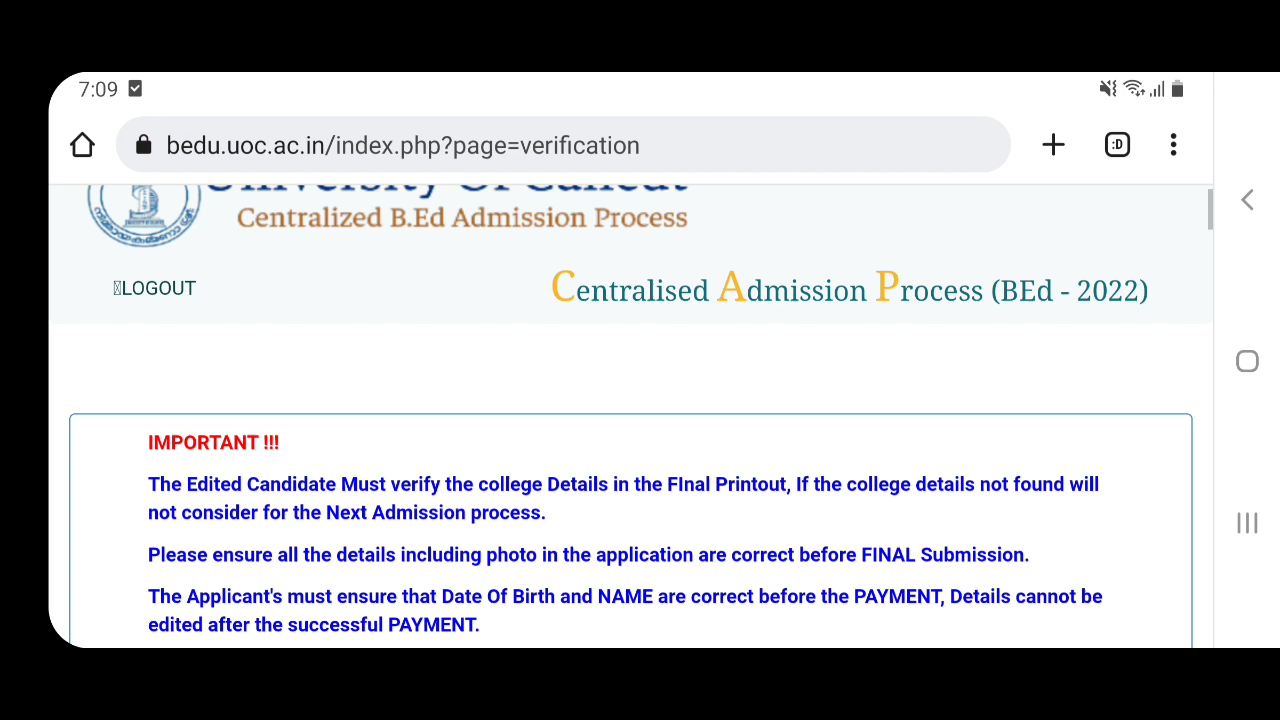 7:09
bedu.uoc.ac.in/index.php?page=verification
:D
University Of Calicut
Centralized B.Ed Admission Process
LOGOUT
Centralised Admission Process (BEd - 2022)
IMPORTANT !!!
The Edited Candidate Must verify the college Details in the FInal Printout, If the college details not found will
not consider for the Next Admission process.
Please ensure all the details including photo in the application are correct before FINAL Submission.
The Applicant's must ensure that Date Of Birth and NAME are correct before the PAYMENT, Details cannot be
edited after the successful PAYMENT.